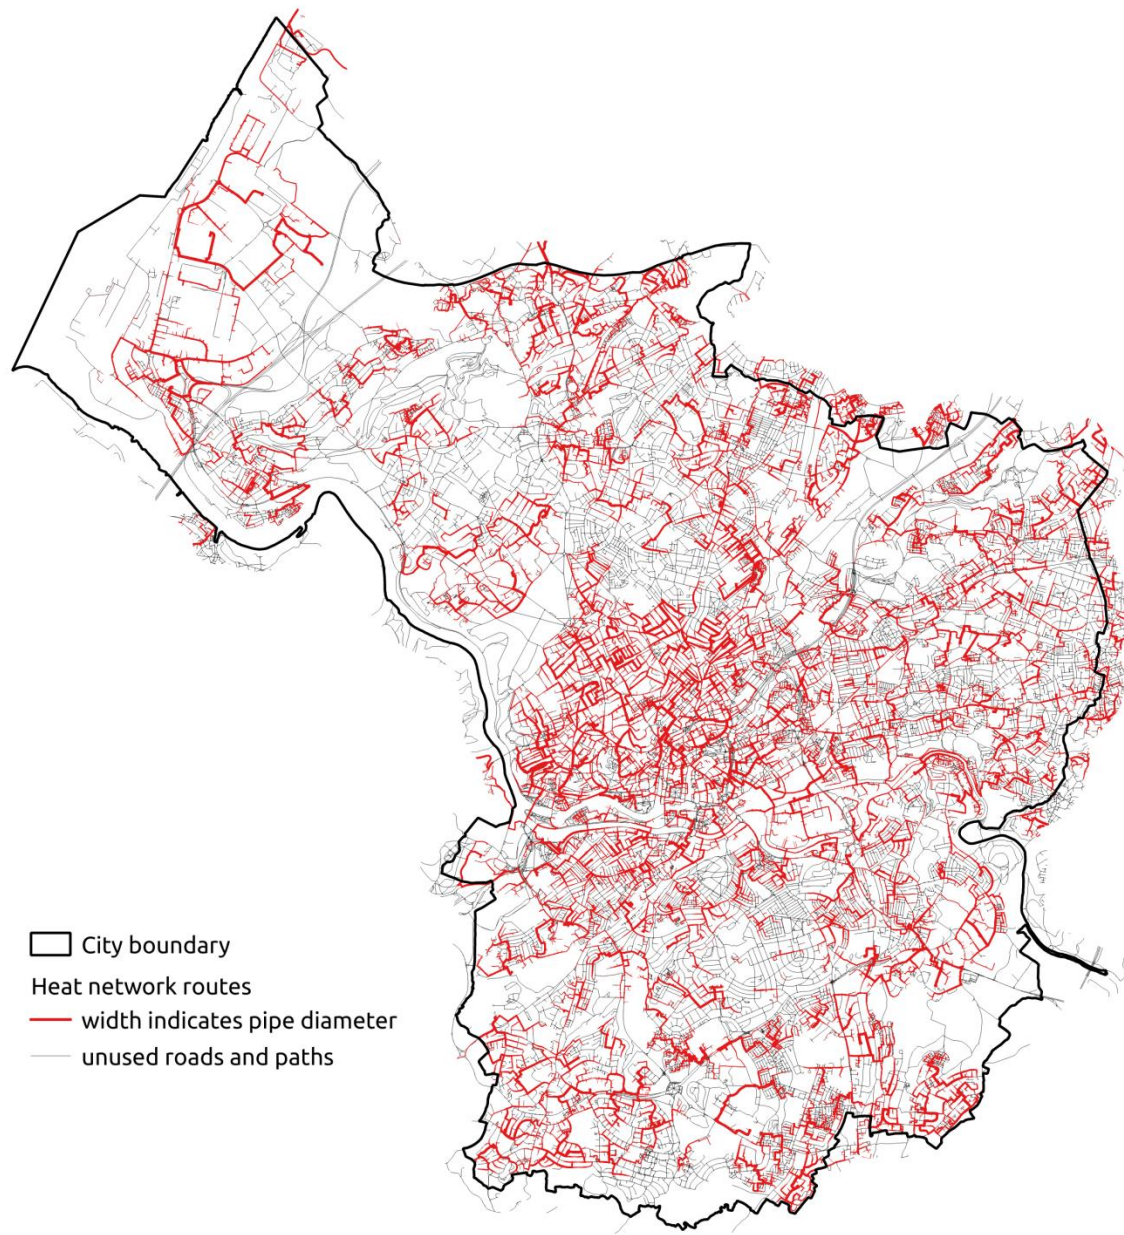 City boundary
Heat network routes
width indicates pipe diameter
unused roads and paths